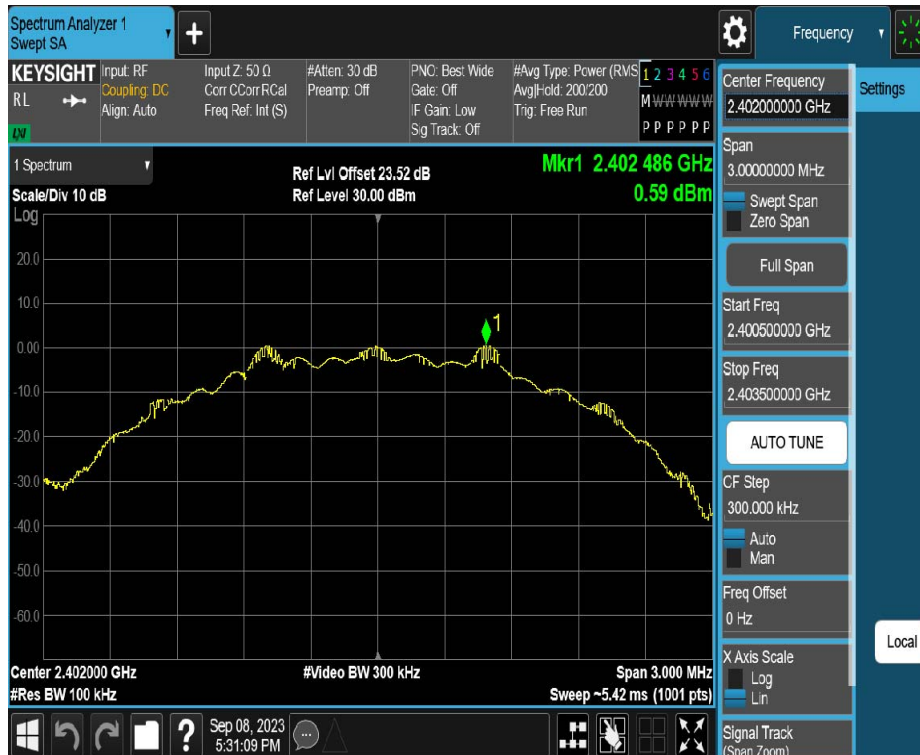 Spectrum Analyzer 1
Swept SA
+
Frequency
KEYSIGHT
RL
LXI
Input: RF
Coupling: DC
Align: Auto
Input Z: 50 Ω
Corr CCorr RCal
Freq Ref: Int (S)
#Atten: 30 dB
Preamp: Off
PNO: Best Wide
Gate: Off
IF Gain: Low
Sig Track: Off
#Avg Type: Power (RMS
Avg|Hold: 200/200
Trig: Free Run
1 2 3 4 5 6
M W W W W W
P P P P P P
1 Spectrum
Scale/Div 10 dB
Log
Ref Lvl Offset 23.52 dB
Ref Level 30.00 dBm
Mkr1 2.402 486 GHz
0.59 dBm
20.0
10.0
0.00
-10.0
-20.0
-30.0
-40.0
-50.0
-60.0
1
Center 2.402000 GHz
#Res BW 100 kHz
#Video BW 300 kHz
Span 3.000 MHz
Sweep ~5.42 ms (1001 pts)
?
Sep 08, 2023
5:31:09 PM
Center Frequency
2.402000000 GHz
Span
3.00000000 MHz
Swept Span
Zero Span
Full Span
Start Freq
2.400500000 GHz
Stop Freq
2.403500000 GHz
AUTO TUNE
CF Step
300.000 kHz
Auto
Man
Freq Offset
0 Hz
X Axis Scale
Log
Lin
Signal Track
(Span Zoom)
Settings
Local